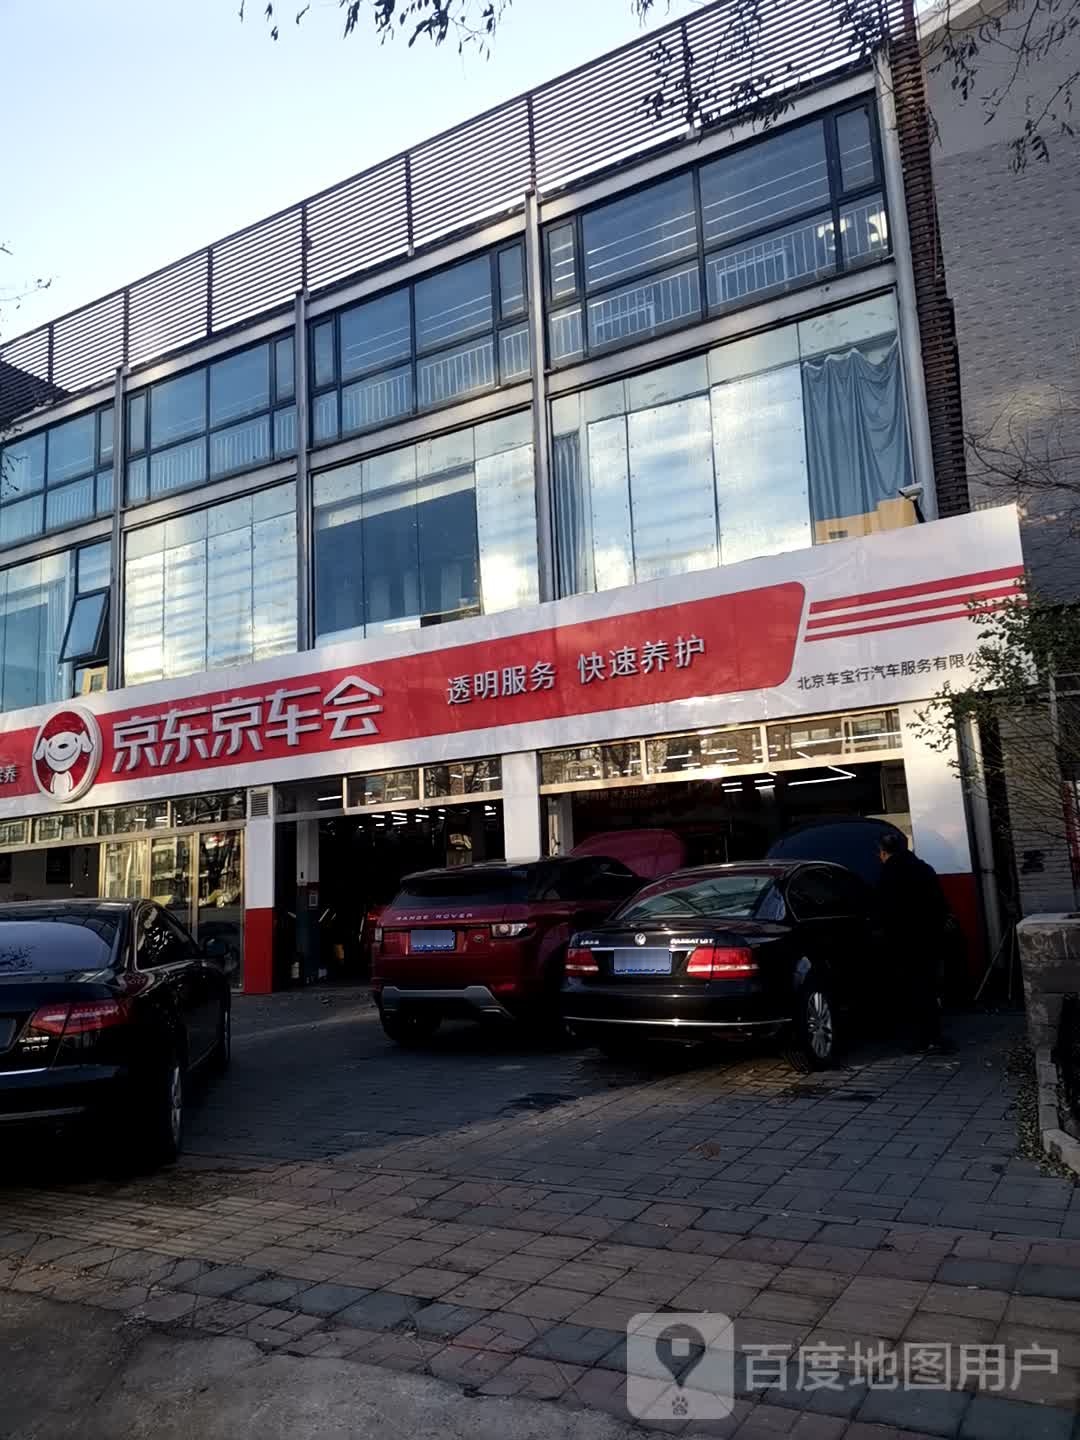 京东京车会
透明服务 快速养护
北京车宝行汽车服务有限公
养
RANGE ROVER
PASSAT
百度地图用户